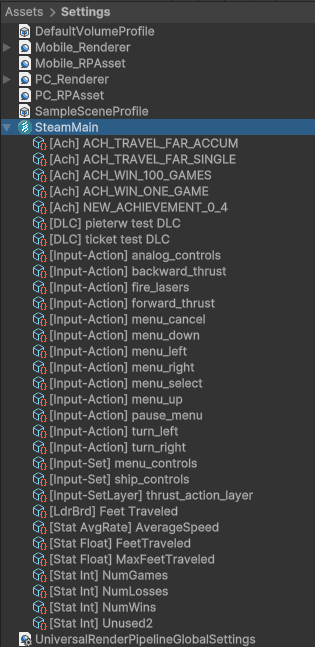 Assets > Settings
DefaultVolumeProfile
Mobile_Renderer
Mobile_RPAsset
PC_Renderer
PC_RPAsset
SampleSceneProfile
SteamMain
[Ach] ACH_TRAVEL_FAR_ACCUM
[Ach] ACH_TRAVEL_FAR_SINGLE
[Ach] ACH_WIN_100_GAMES
[Ach] ACH_WIN_ONE_GAME
[Ach] NEW_ACHIEVEMENT_0_4
[DLC] pieterw test DLC
[DLC] ticket test DLC
[Input-Action] analog_controls
[Input-Action] backward_thrust
[Input-Action] fire_lasers
[Input-Action] forward_thrust
[Input-Action] menu_cancel
[Input-Action] menu_down
[Input-Action] menu_left
[Input-Action] menu_right
[Input-Action] menu_select
[Input-Action] menu_up
[Input-Action] pause_menu
[Input-Action] turn_left
[Input-Action] turn_right
[Input-Set] menu_controls
[Input-Set] ship_controls
[Input-SetLayer] thrust_action_layer
[LdrBrd] Feet Traveled
[Stat AvgRate] AverageSpeed
[Stat Float] FeetTraveled
[Stat Float] MaxFeetTraveled
[Stat Int] NumGames
[Stat Int] NumLosses
[Stat Int] NumWins
[Stat Int] Unused2
UniversalRenderPipelineGlobalSettings